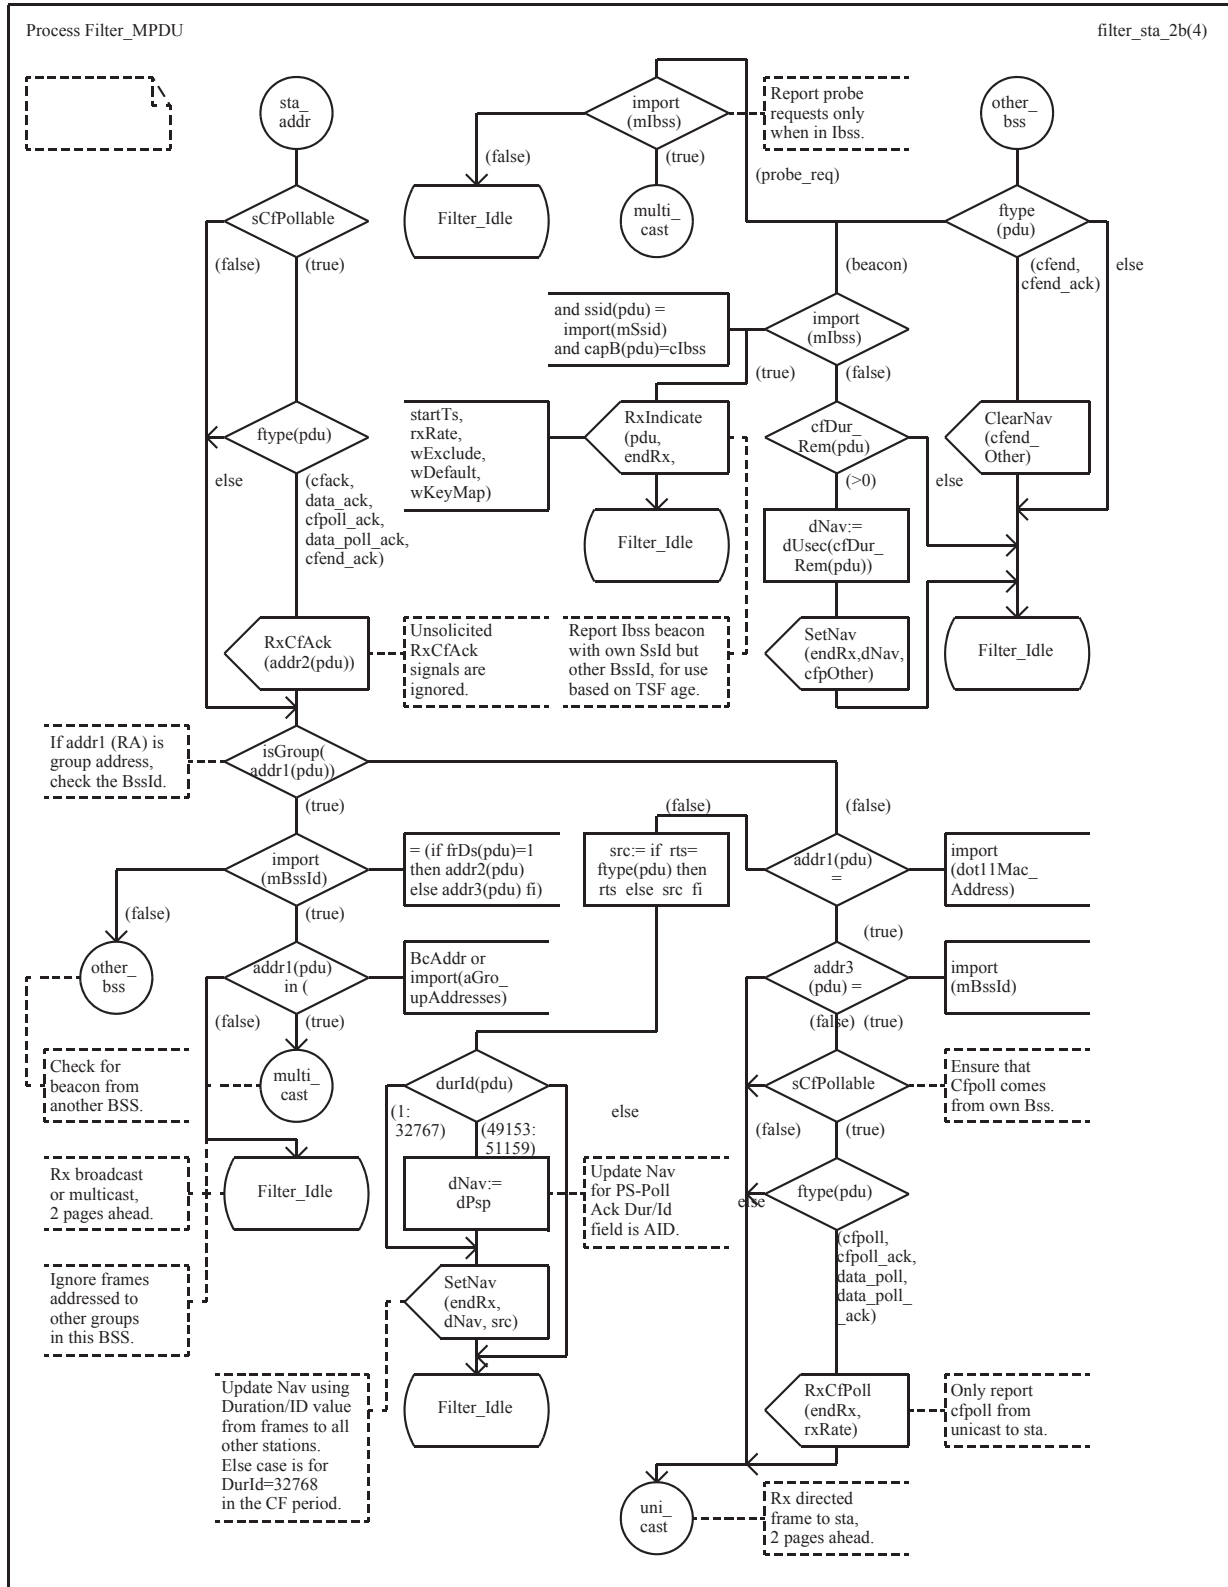 Process Filter_MPDU
filter_sta_2b(4)
sta_
addr
import
(mIbss)
Report probe
requests only
when in Ibss.
other_
bss
(false)
(true)
(probe_req)
sCfPollable
Filter_Idle
multi_
cast
ftype
(pdu)
(false)
(true)
(beacon)
(cfend,
cfend_ack)
else
and ssid(pdu) =
import(mSsid)
and capB(pdu)=cIbss
import
(mIbss)
(true)
(false)
ftype(pdu)
startTs,
rxRate,
wExclude,
wDefault,
wKeyMap)
RxIndicate
(pdu,
endRx,
cfDur_
Rem(pdu)
ClearNav
(cfend_
Other)
else
(cfack,
data_ack,
cfpoll_ack,
data_poll_ack,
cfend_ack)
(>0)
else
Filter_Idle
dNav:=
dUsec(cfDur_
Rem(pdu))
RxCfAck
(addr2(pdu))
Unsolicited
RxCfAck
signals are
ignored.
Report Ibss beacon
with own SsId but
other BssId, for use
based on TSF age.
SetNav
(endRx,dNav,
cfpOther)
Filter_Idle
If addr1 (RA) is
group address,
check the BssId.
isGroup(
addr1(pdu))
(true)
(false)
(false)
import
(mBssId)
= (if frDs(pdu)=1
then addr2(pdu)
else addr3(pdu) fi)
src:= if rts=
ftype(pdu) then
rts else src fi
addr1(pdu)
=
import
(dot11Mac_
Address)
(false)
(true)
(true)
other_
bss
addr1(pdu)
in (
BcAddr or
import(aGro_
upAddresses)
addr3
(pdu) =
import
(mBssId)
(false)
(true)
(false)
(true)
Check for
beacon from
another BSS.
multi_
cast
durId(pdu)
sCfPollable
Ensure that
Cfpoll comes
from own Bss.
(1:
32767)
(49153:
51159)
else
(false)
(true)
Rx broadcast
or multicast,
2 pages ahead.
Filter_Idle
dNav:=
dPsp
Update Nav
for PS-Poll
Ack Dur/Id
field is AID.
else
ftype(pdu)
(cfpoll,
cfpoll_ack,
data_poll,
data_poll_
_ack)
Ignore frames
addressed to
other groups
in this BSS.
SetNav
(endRx,
dNav, src)
Update Nav using
Duration/ID value
from frames to all
other stations.
Else case is for
DurId=32768
in the CF period.
Filter_Idle
RxCfPoll
(endRx,
rxRate)
Only report
cfpoll from
unicast to sta.
uni_
cast
Rx directed
frame to sta,
2 pages ahead.